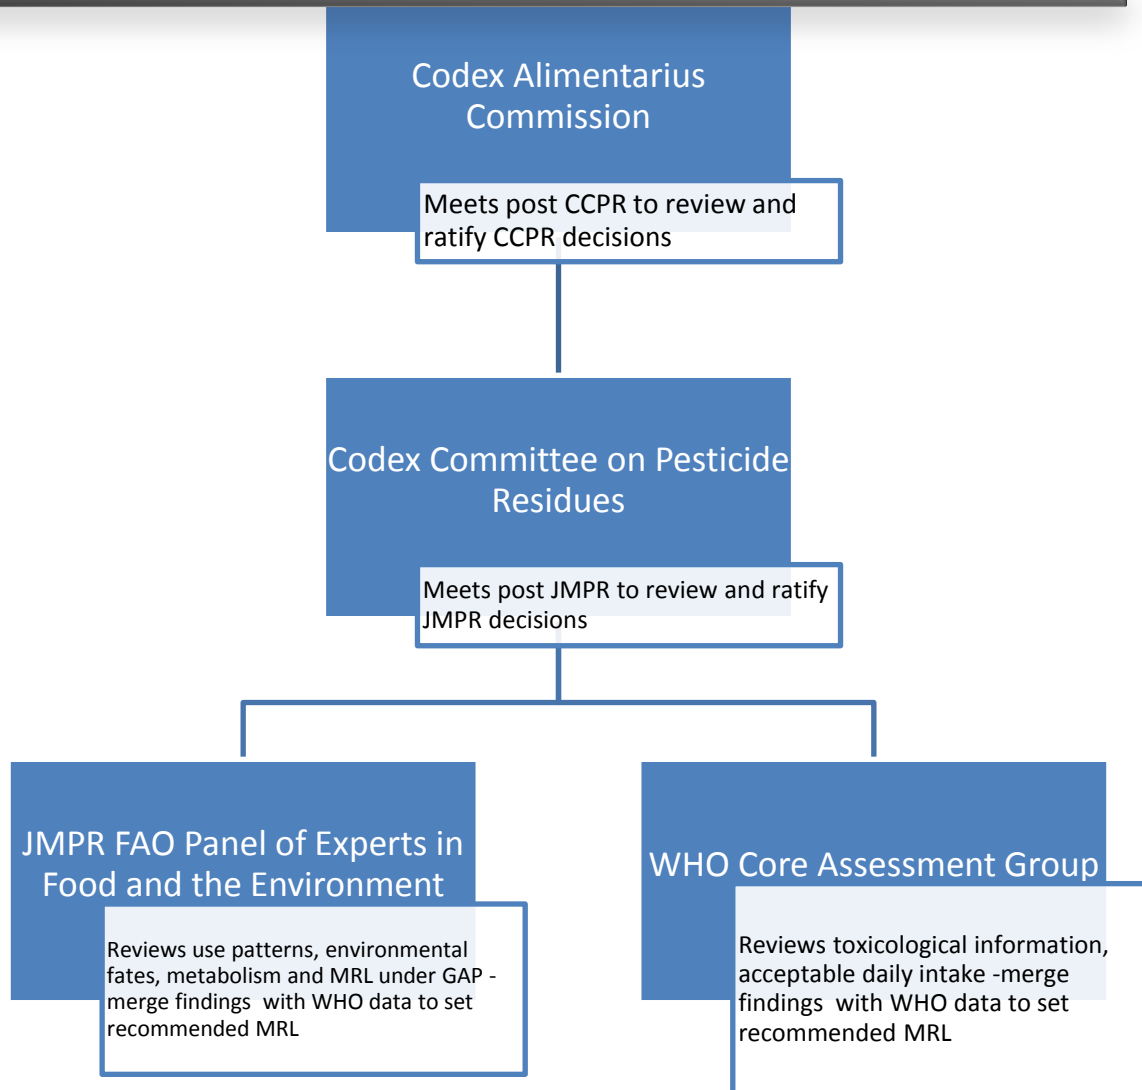 Codex Alimentarius
Commission
Meets post CCPR to review and
ratify CCPR decisions
Codex Committee on Pesticide
Residues
Meets post JMPR to review and ratify
JMPR decisions
JMPR FAO Panel of Experts in
Food and the Environment
Reviews use patterns, environmental
fates, metabolism and MRL under GAP -
merge findings with WHO data to set
recommended MRL
WHO Core Assessment Group
Reviews toxicological information,
acceptable daily intake -merge
findings with WHO data to set
recommended MRL